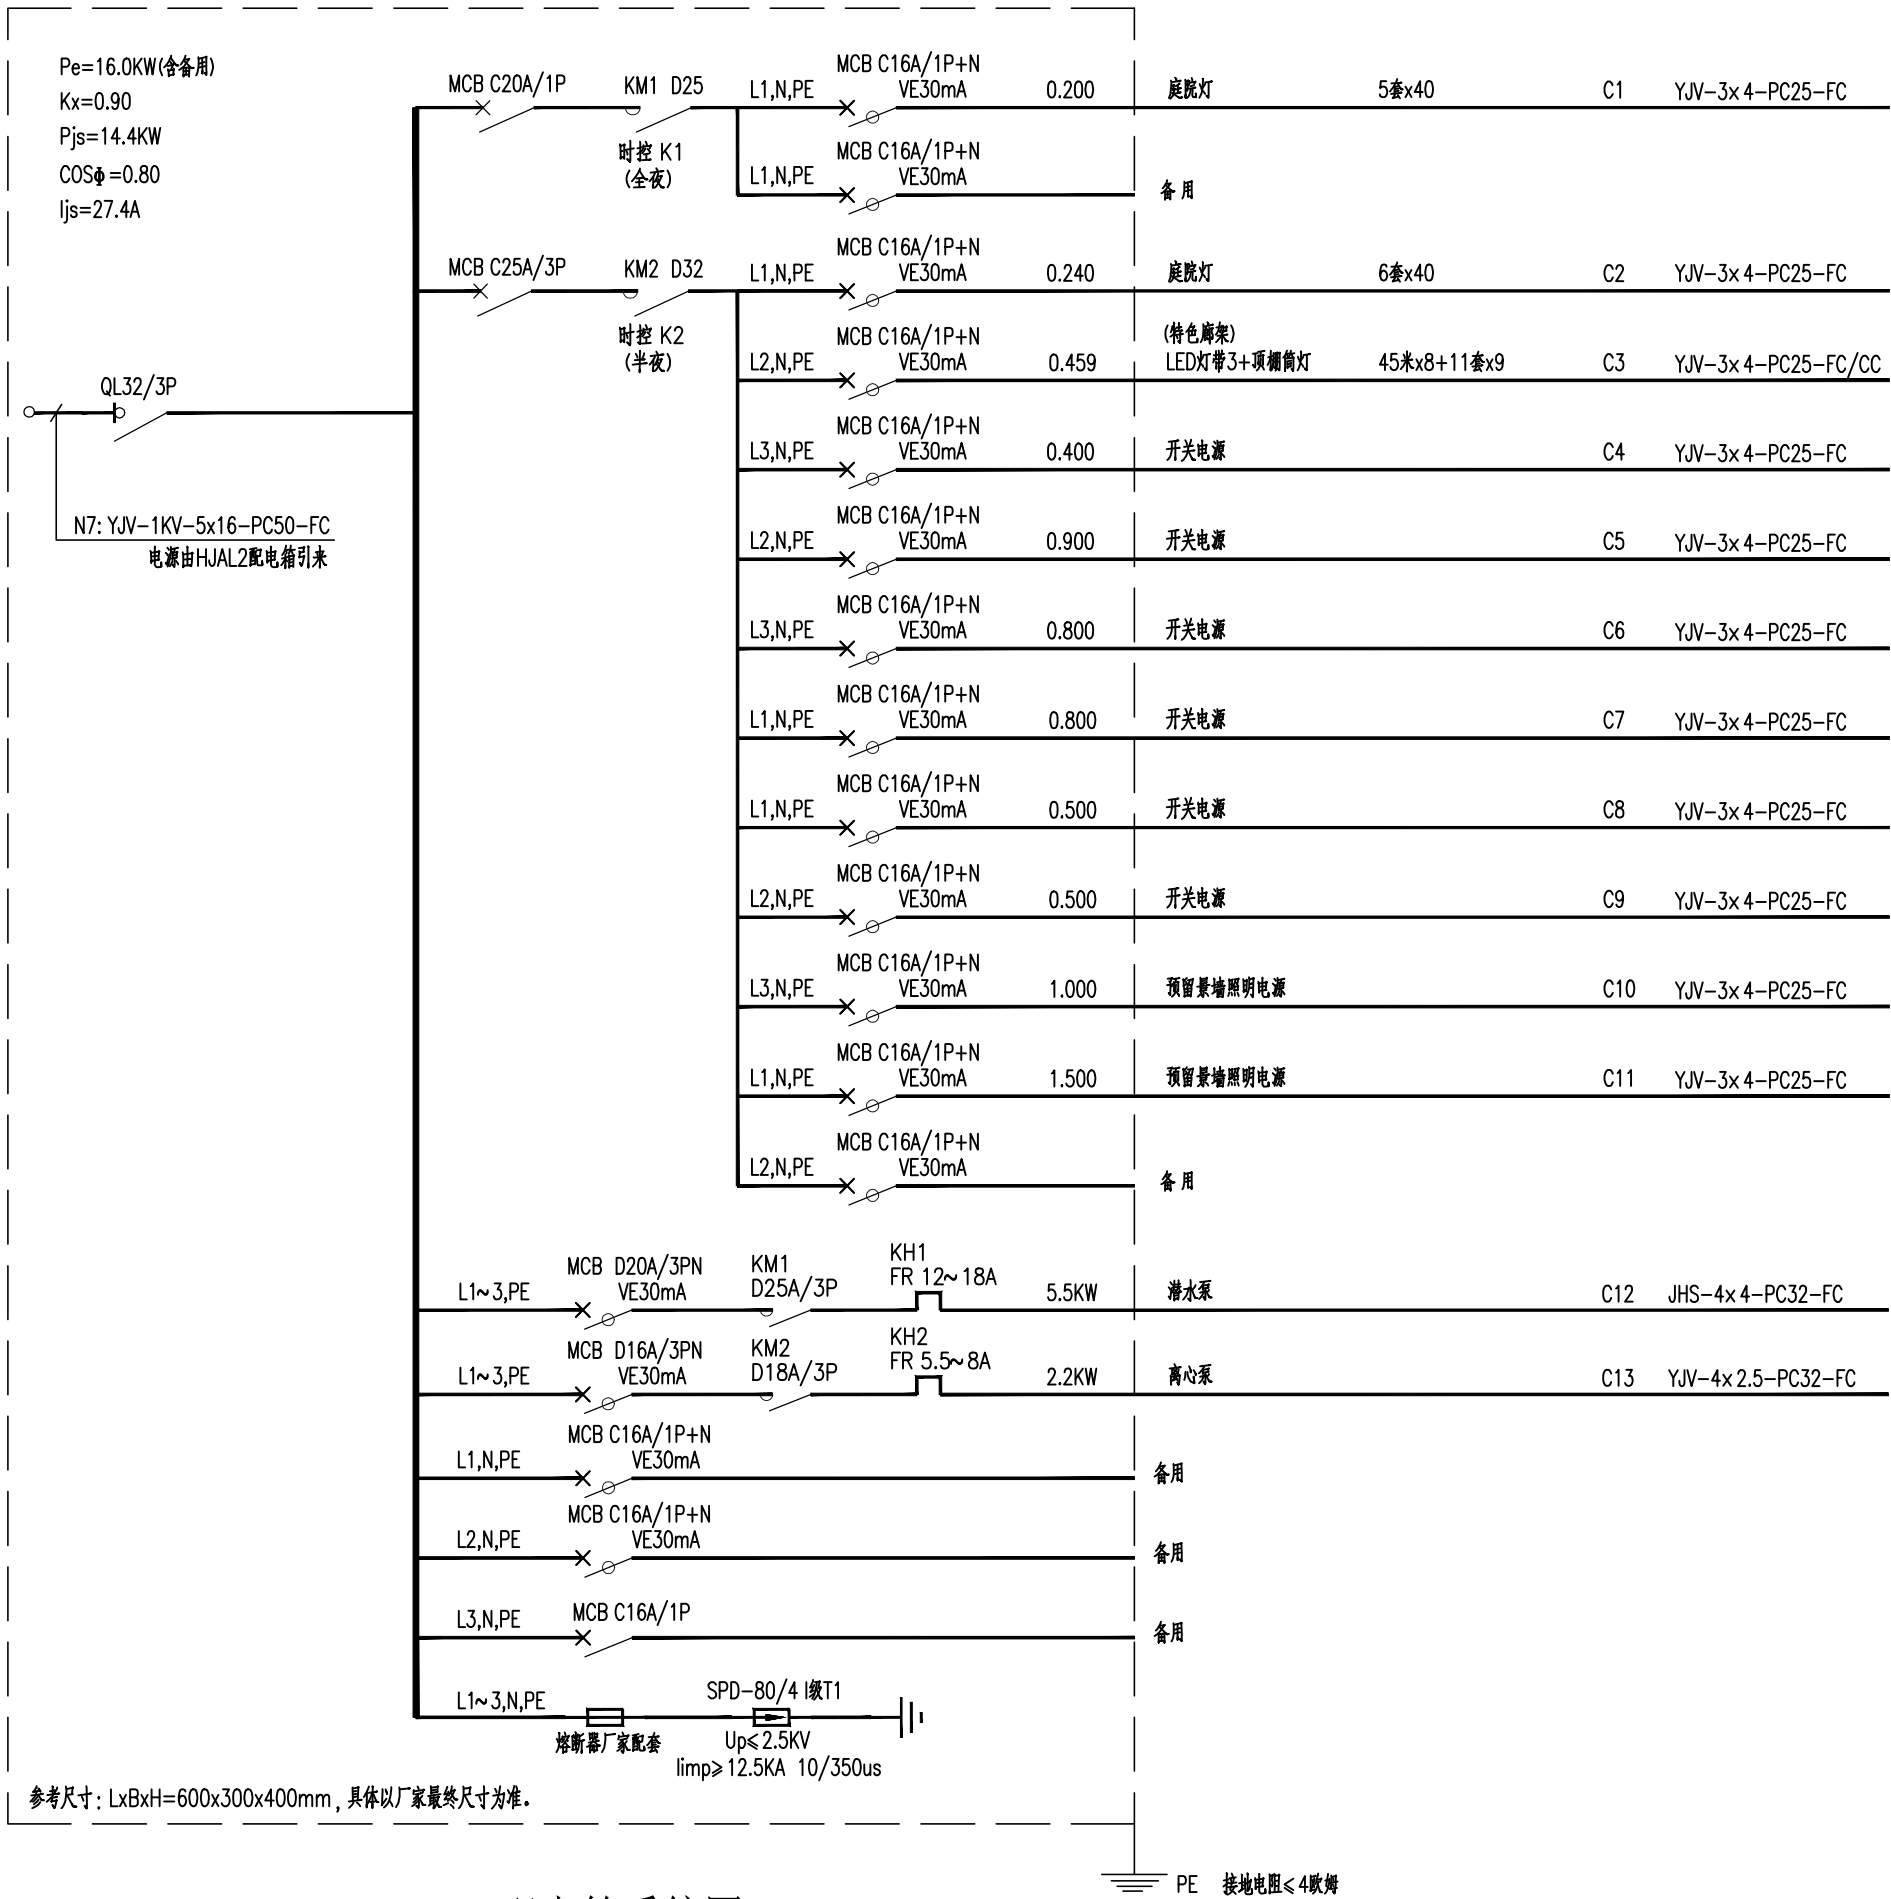 Pe=16.0KW(含备用)
Kx=0.90
Pjs=14.4KW
COSΦ=0.80
Ijs=27.4A
QL32/3P
N7: YJV-1KV-5x16-PC50-FC
电源由HJAL2配电箱引来
MCB C20A/1P
KM1 D25
时控 K1
(全夜)
L1,N,PE
MCB C16A/1P+N
VE30mA
0.200
庭院灯
5套x40
C1
YJV-3x4-PC25-FC
L1,N,PE
MCB C16A/1P+N
VE30mA
备用
MCB C25A/3P
KM2 D32
时控 K2
(半夜)
L1,N,PE
MCB C16A/1P+N
VE30mA
0.240
庭院灯
6套x40
C2
YJV-3x4-PC25-FC
L2,N,PE
MCB C16A/1P+N
VE30mA
0.459
(特色廊架)
LED灯带3+顶棚筒灯
45米x8+11套x9
C3
YJV-3x4-PC25-FC/CC
L3,N,PE
MCB C16A/1P+N
VE30mA
0.400
开关电源
C4
YJV-3x4-PC25-FC
L2,N,PE
MCB C16A/1P+N
VE30mA
0.900
开关电源
C5
YJV-3x4-PC25-FC
L3,N,PE
MCB C16A/1P+N
VE30mA
0.800
开关电源
C6
YJV-3x4-PC25-FC
L1,N,PE
MCB C16A/1P+N
VE30mA
0.800
开关电源
C7
YJV-3x4-PC25-FC
L1,N,PE
MCB C16A/1P+N
VE30mA
0.500
开关电源
C8
YJV-3x4-PC25-FC
L2,N,PE
MCB C16A/1P+N
VE30mA
0.500
开关电源
C9
YJV-3x4-PC25-FC
L3,N,PE
MCB C16A/1P+N
VE30mA
1.000
预留景墙照明电源
C10
YJV-3x4-PC25-FC
L1,N,PE
MCB C16A/1P+N
VE30mA
1.500
预留景墙照明电源
C11
YJV-3x4-PC25-FC
L2,N,PE
MCB C16A/1P+N
VE30mA
备用
L1~3,PE
MCB D20A/3PN
VE30mA
KM1
D25A/3P
KH1
FR 12~18A
5.5KW
潜水泵
C12
JHS-4x4-PC32-FC
L1~3,PE
MCB D16A/3PN
VE30mA
KM2
D18A/3P
KH2
FR 5.5~8A
2.2KW
离心泵
C13
YJV-4x2.5-PC32-FC
L1,N,PE
MCB C16A/1P+N
VE30mA
备用
L2,N,PE
MCB C16A/1P+N
VE30mA
备用
L3,N,PE
MCB C16A/1P
备用
L1~3,N,PE
熔断器厂家配套
SPD-80/4 I级T1
Up≤2.5KV
Iimp≥12.5KA 10/350us
参考尺寸: LxBxH=600x300x400mm,具体以厂家最终尺寸为准.
PE 接地电阻≤4欧姆